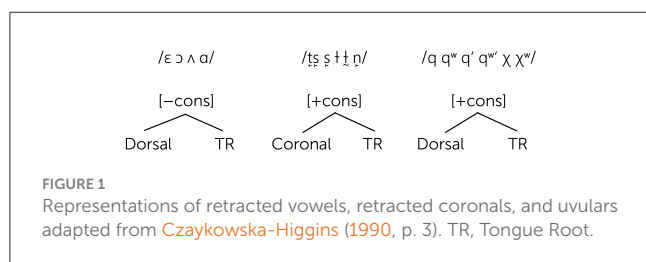 /ɛ ɔ ʌ ɑ/ /t̠s̠ s̠ ɫ ɫ̠ n̠/ /q qʷ q’ qʷ’ χ χʷ/
[−cons] [+cons] [+cons]
Dorsal TR Coronal TR Dorsal TR
FIGURE 1
Representations of retracted vowels, retracted coronals, and uvulars
adapted from Czaykowska-Higgins (1990, p. 3). TR, Tongue Root.